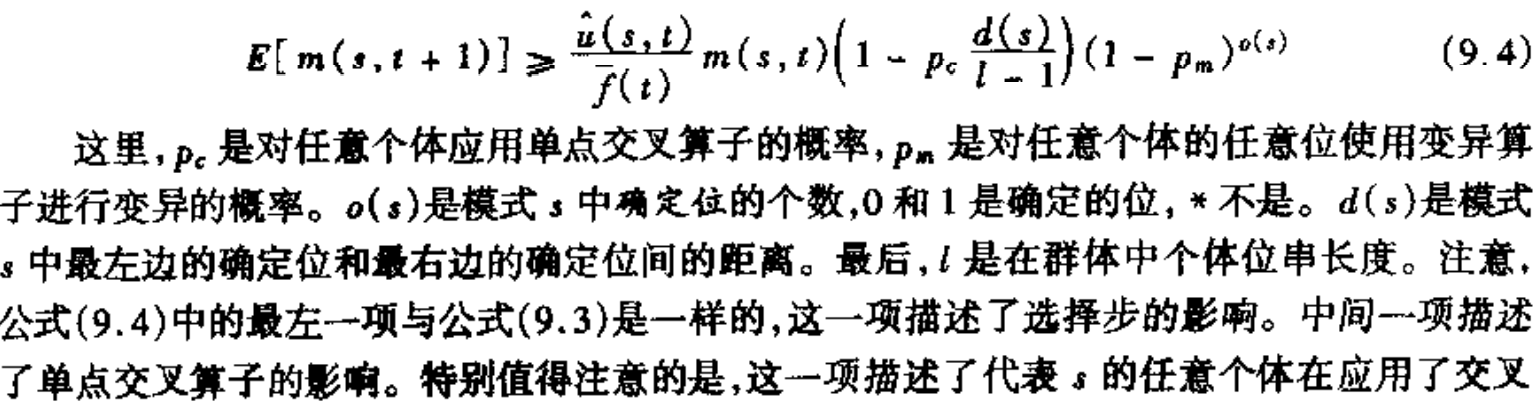 E[m(s,t+1)] ⩾ \frac{\hat{u}(s,t)}{\bar{f}(t)} m(s,t) \left(1 - p_c \frac{d(s)}{l-1}\right) (1 - p_m)^{o(s)} (9.4)
这里,p_c 是对任意个体应用单点交叉算子的概率,p_m 是对任意个体的任意位使用变异算
子进行变异的概率。o(s)是模式 s 中确定位的个数,0 和 1 是确定的位, * 不是。d(s)是模式
s 中最左边的确定位和最右边的确定位间的距离。最后,l 是在群体中个体位串长度。注意,
公式(9.4)中的最左一项与公式(9.3)是一样的,这一项描述了选择步的影响。中间一项描述
了单点交叉算子的影响。特别值得注意的是,这一项描述了代表 s 的任意个体在应用了交叉